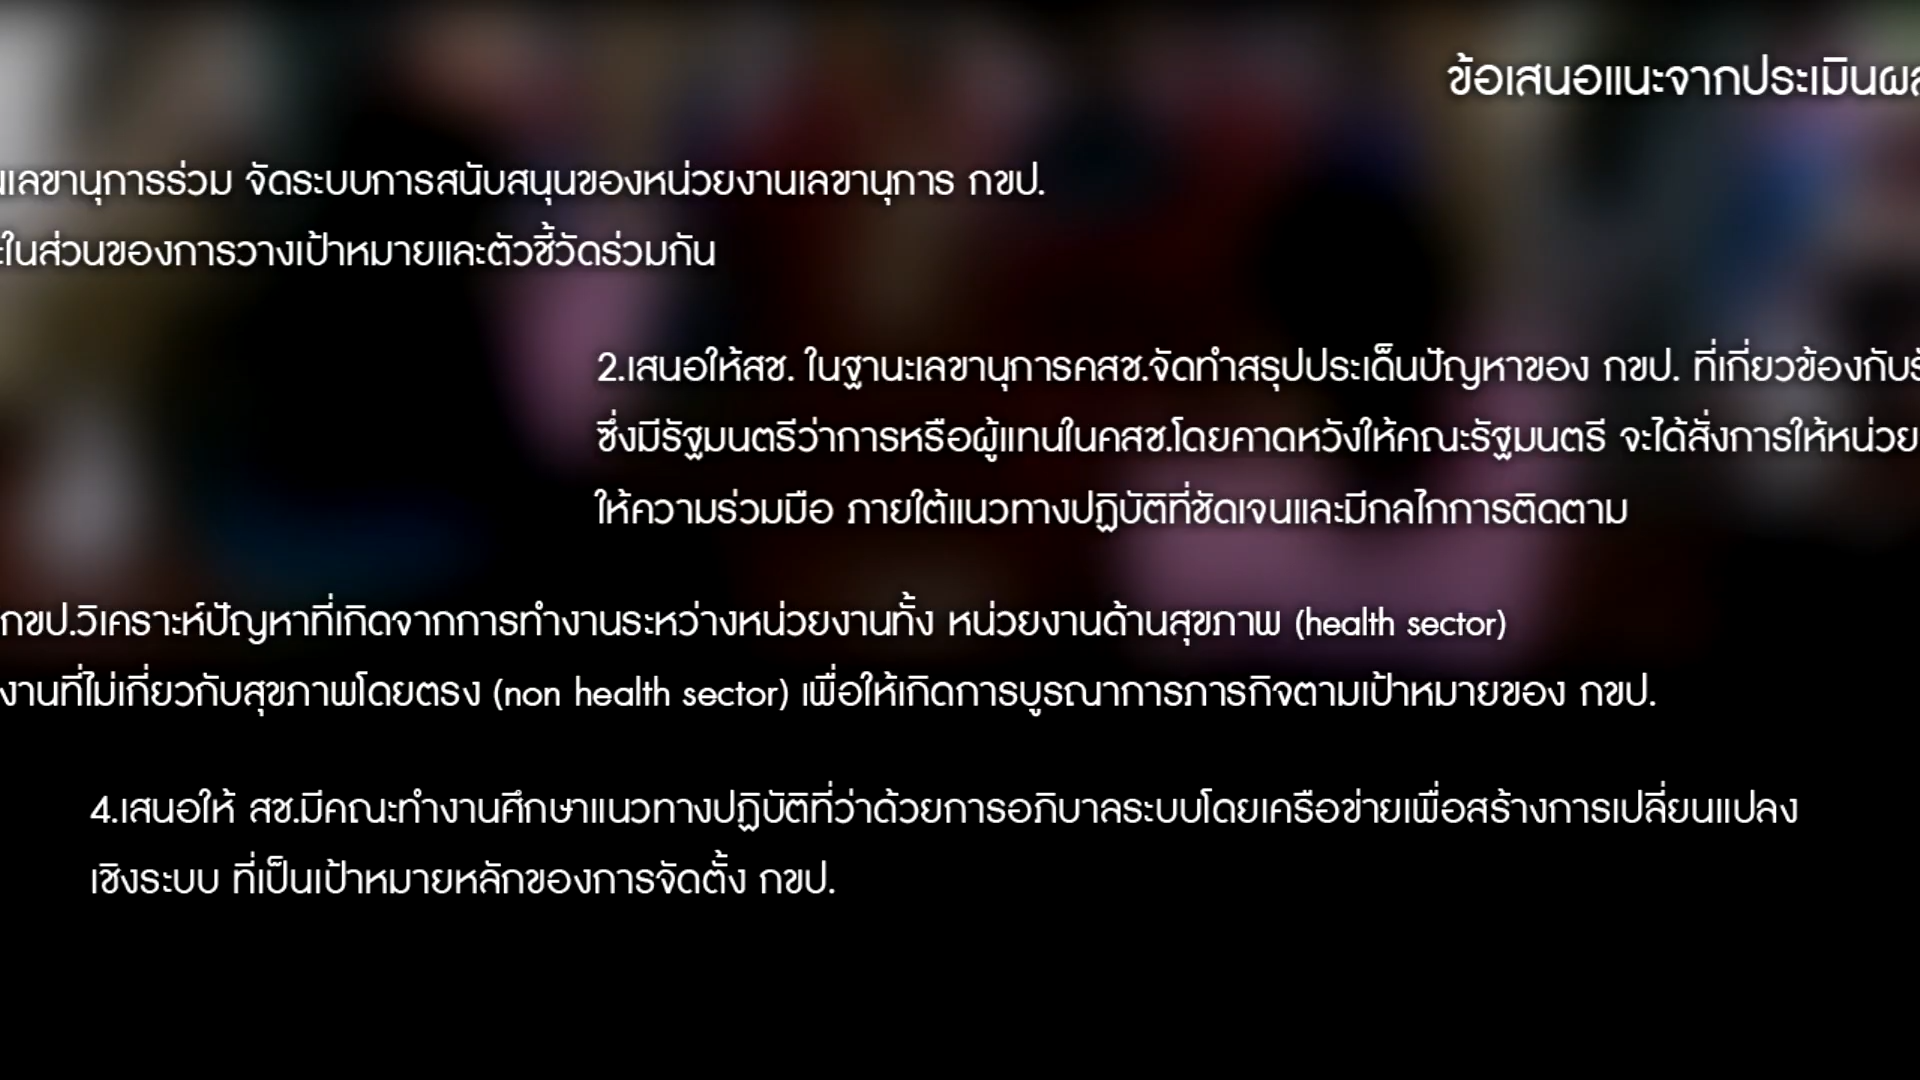 ข้อเสนอแนะจากประเมินผล
เลขานุการร่วม จัดระบบการสนับสนุนของหน่วยงานเลขานุการ กขป.
ในส่วนของการวางเป้าหมายและตัวชี้วัดร่วมกัน
2.เสนอให้สช. ในฐานะเลขานุการคสช.จัดทำสรุปประเด็นปัญหาของ กขป. ที่เกี่ยวข้องกับ
ซึ่งมีรัฐมนตรีว่าการหรือผู้แทนในคสช.โดยคาดหวังให้คณะรัฐมนตรี จะได้สั่งการให้หน่วย
ให้ความร่วมมือ ภายใต้แนวทางปฏิบัติที่ชัดเจนและมีกลไกการติดตาม
กขป.วิเคราะห์ปัญหาที่เกิดจากการทำงานระหว่างหน่วยงานทั้ง หน่วยงานด้านสุขภาพ (health sector)
งานที่ไม่เกี่ยวกับสุขภาพโดยตรง (non health sector) เพื่อให้เกิดการบูรณาการภารกิจตามเป้าหมายของ กขป.
4.เสนอให้ สช.มีคณะทำงานศึกษาแนวทางปฏิบัติที่ว่าด้วยการอภิบาลระบบโดยเครือข่ายเพื่อสร้างการเปลี่ยนแปลง
เชิงระบบ ที่เป็นเป้าหมายหลักของการจัดตั้ง กขป.